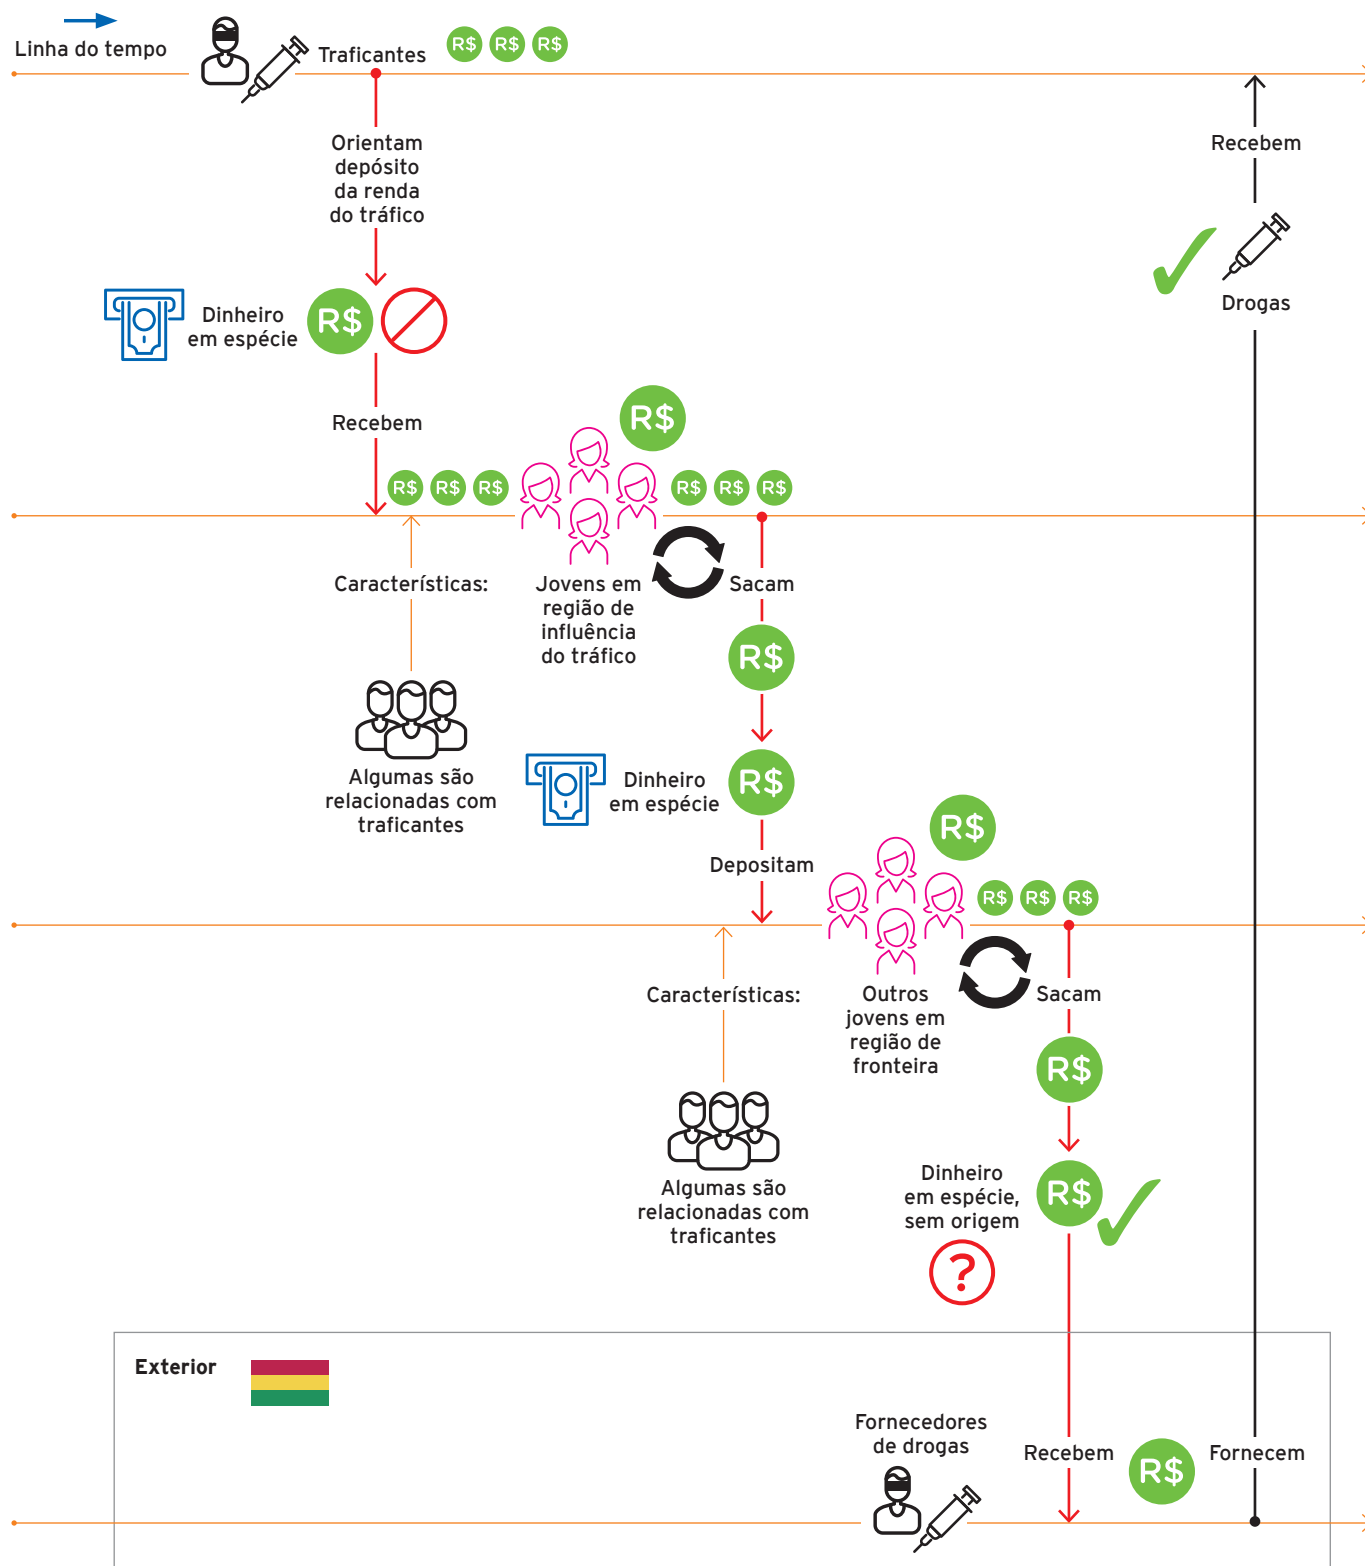 Linha do tempo
Traficantes
R$ R$ R$
Orientam
depósito
da renda
do tráfico
Recebem
Drogas
Dinheiro
em espécie
R$
Recebem
R$
R$ R$ R$
R$ R$ R$
Características:
Jovens em
região de
influência
do tráfico
Sacam
R$
Algumas são
relacionadas com
traficantes
Dinheiro
em espécie
R$
Depositam
R$
R$ R$ R$
Características:
Outros
jovens em
região de
fronteira
Sacam
R$
Algumas são
relacionadas com
traficantes
Dinheiro
em espécie,
sem origem
R$
?
Exterior
Fornecedores
de drogas
Recebem
R$
Fornecem